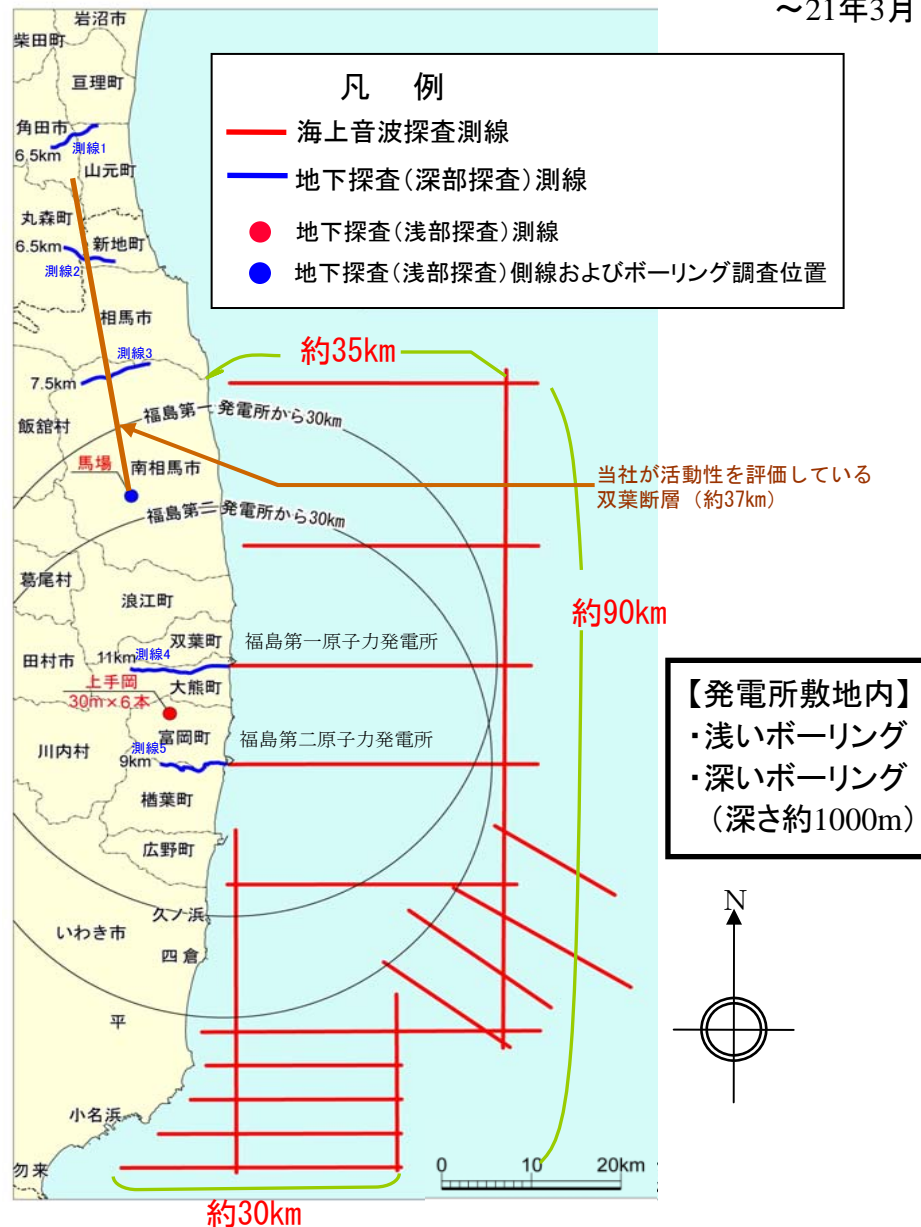 ～21年3月
岩沼市
柴田町
亘理町
角田市
6.5km
測線1
山元町
丸森町
6.5km
新地町
測線2
相馬市
測線3
7.5km
飯舘村
福島第一発電所から30km
馬場
南相馬市
福島第二発電所から30km
葛尾村
浪江町
双葉町
田村市
11km
測線4
大熊町
上手岡
30m×6本
富岡町
川内村
測線5
9km
楢葉町
広野町
久ノ浜
いわき市
四倉
平
小名浜
勿来
凡　例
海上音波探査測線
地下探査（深部探査）測線
地下探査（浅部探査）測線
地下探査（浅部探査）側線およびボーリング調査位置
約35km
当社が活動性を評価している
双葉断層（約37km）
約90km
福島第一原子力発電所
福島第二原子力発電所
【発電所敷地内】
・浅いボーリング
・深いボーリング
（深さ約1000m）
N
0 10 20km
約30km